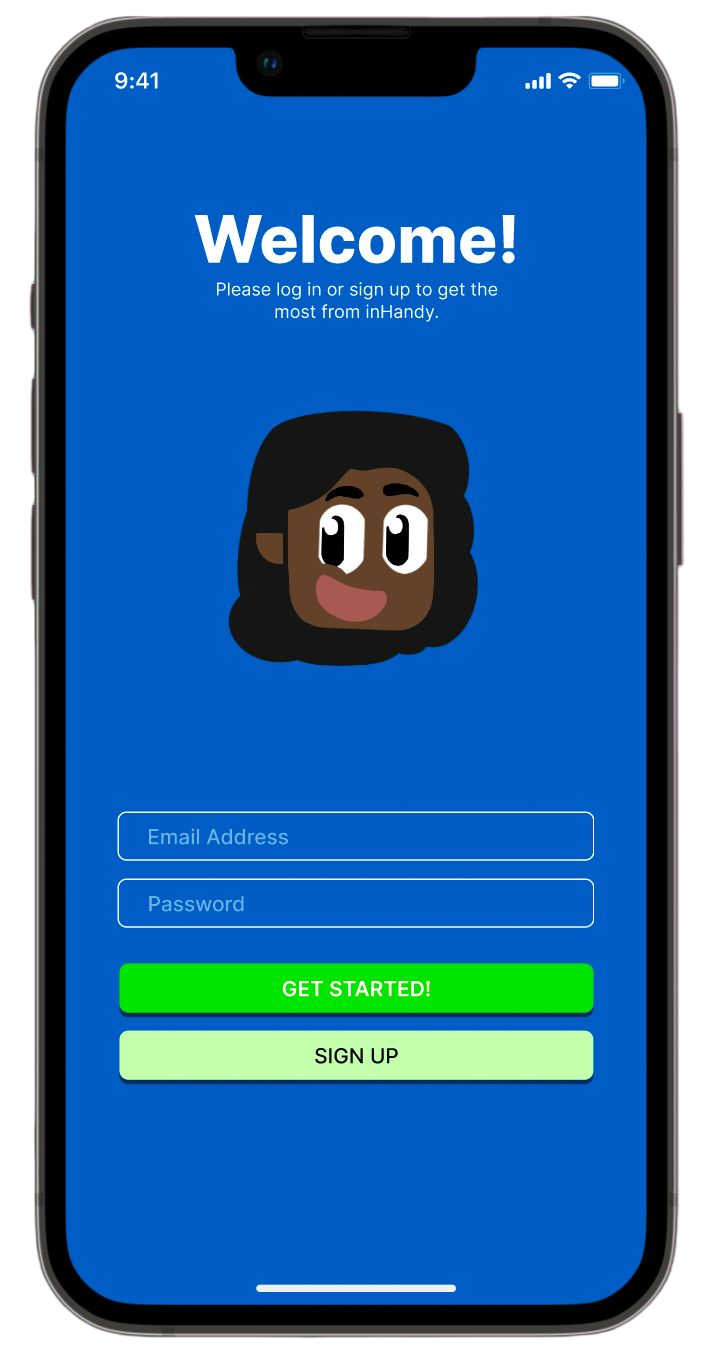 9:41
Welcome!
Please log in or sign up to get the
most from inHandy.
Email Address
Password
GET STARTED!
SIGN UP